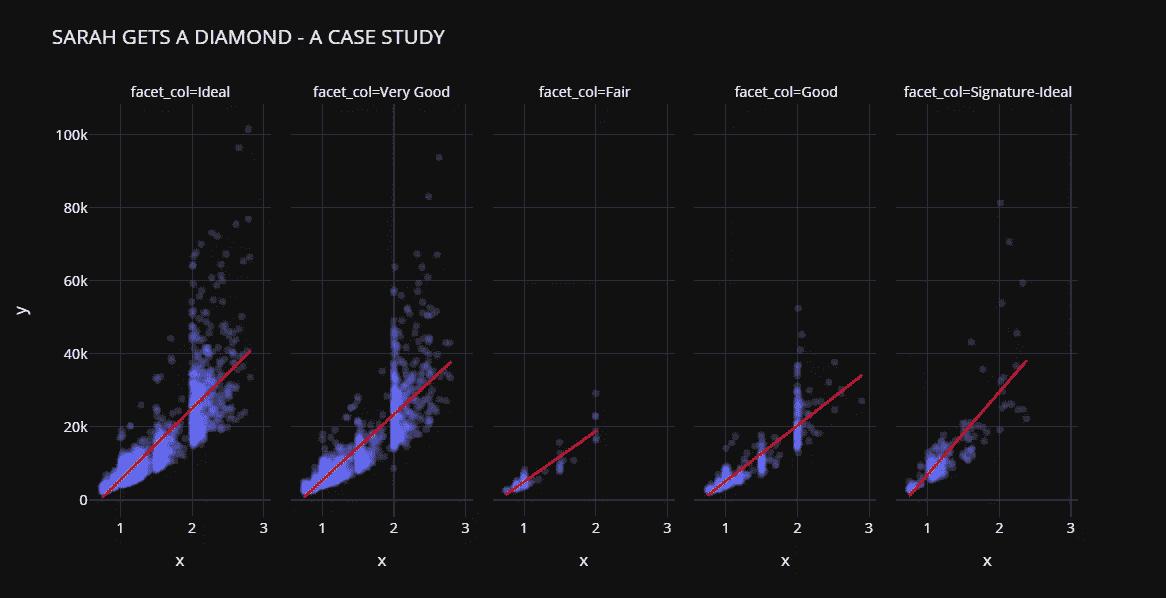 SARAH GETS A DIAMOND - A CASE STUDY
facet_col=Ideal facet_col=Very Good facet_col=Fair facet_col=Good facet_col=Signature-Ideal
100k
80k
60k
y
40k
20k
0
1 2 3 1 2 3 1 2 3 1 2 3 1 2 3
x x x x x